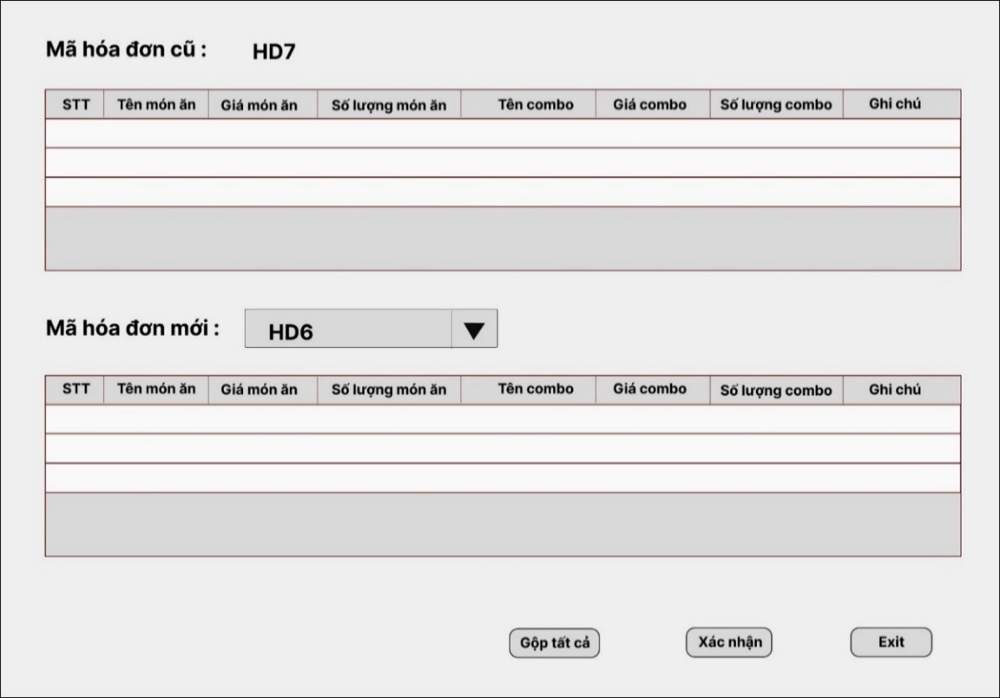 Mã hóa đơn cũ : HD7
STT Tên món ăn Giá món ăn Số lượng món ăn Tên combo Giá combo Số lượng combo Ghi chú
Mã hóa đơn mới : HD6
STT Tên món ăn Giá món ăn Số lượng món ăn Tên combo Giá combo Số lượng combo Ghi chú
Gộp tất cả Xác nhận Exit